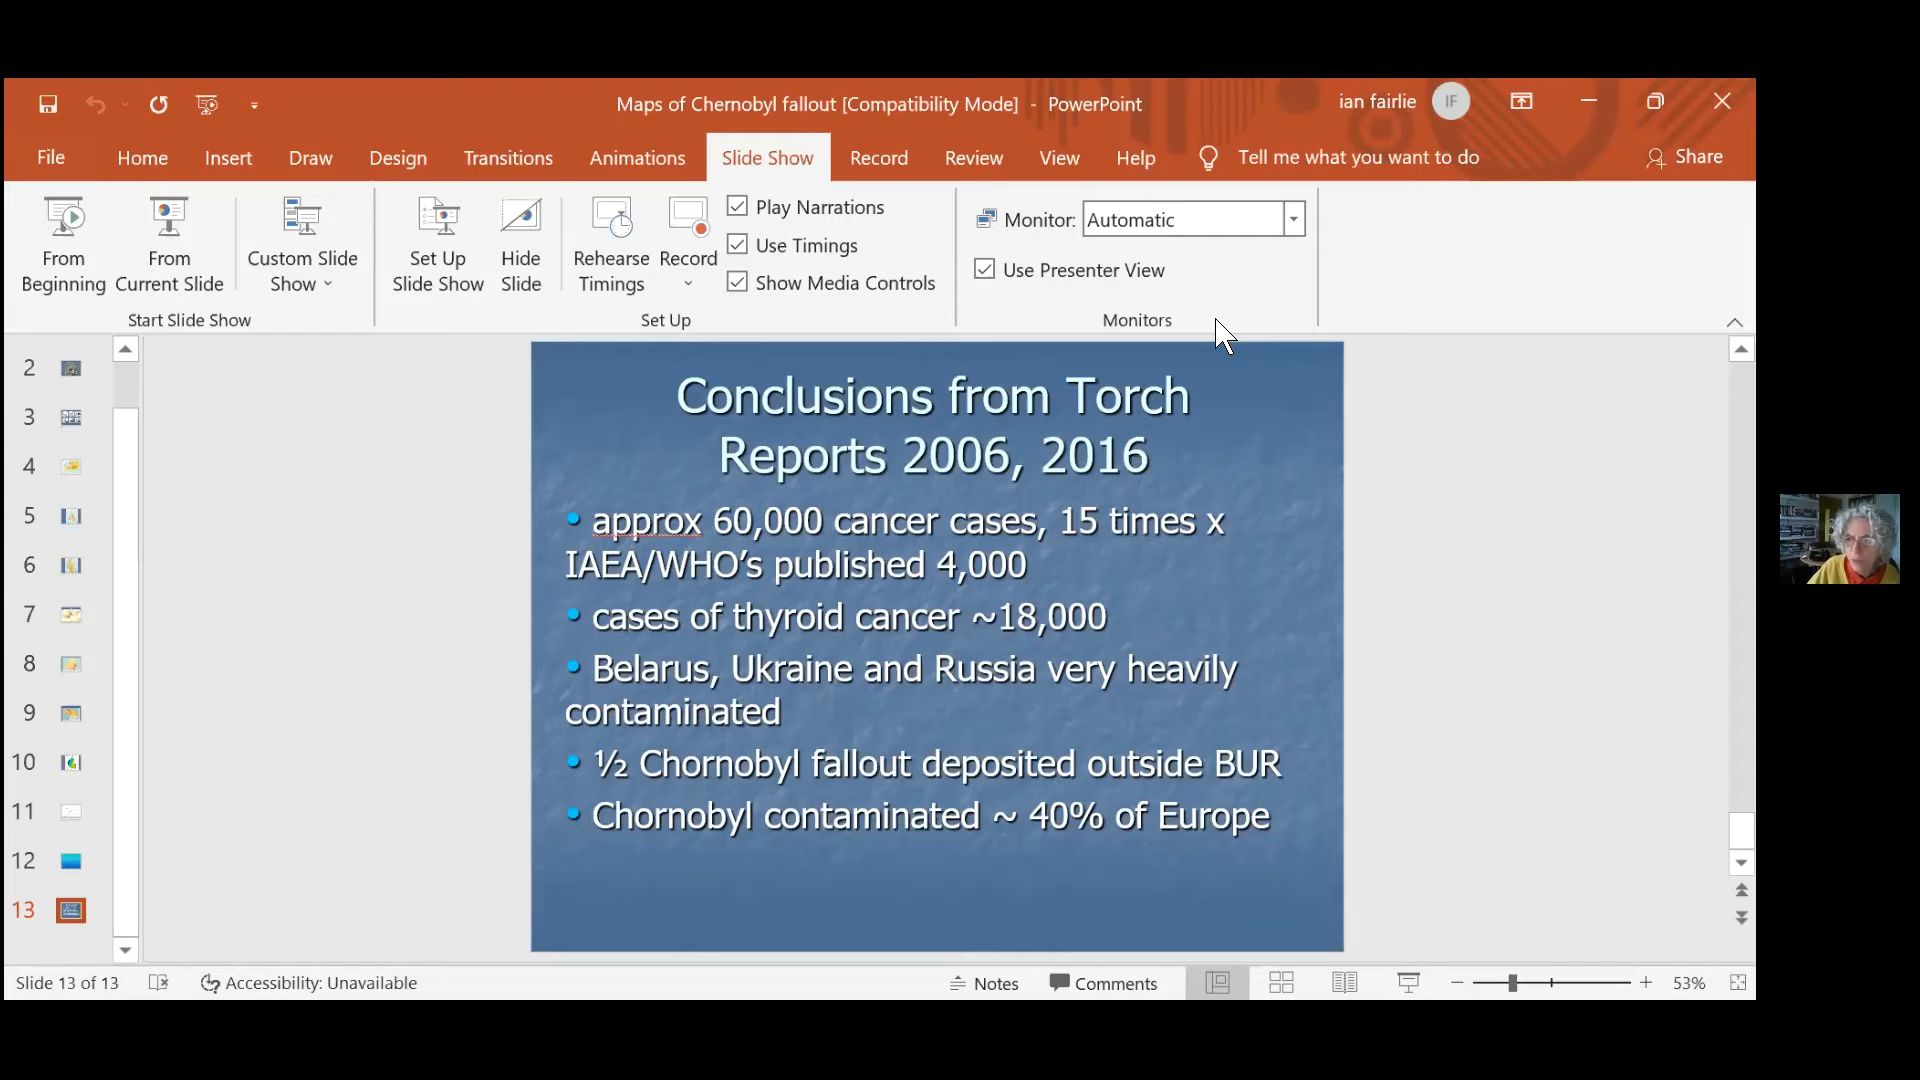 Maps of Chernobyl fallout [Compatibility Mode] - PowerPoint
ian fairlie
IF
File
Home
Insert
Draw
Design
Transitions
Animations
Slide Show
Record
Review
View
Help
Tell me what you want to do
Share
From
Beginning
From
Current Slide
Custom Slide
Show
Start Slide Show
Set Up
Slide Show
Hide
Slide
Rehearse
Timings
Record
Play Narrations
Use Timings
Show Media Controls
Set Up
Monitor:
Automatic
Use Presenter View
Monitors
2
3
4
5
6
7
8
9
10
11
12
13
Conclusions from Torch
Reports 2006, 2016
• approx 60,000 cancer cases, 15 times x
IAEA/WHO’s published 4,000
• cases of thyroid cancer ~18,000
• Belarus, Ukraine and Russia very heavily
contaminated
• ½ Chornobyl fallout deposited outside BUR
• Chornobyl contaminated ~ 40% of Europe
Slide 13 of 13
Accessibility: Unavailable
Notes
Comments
53%